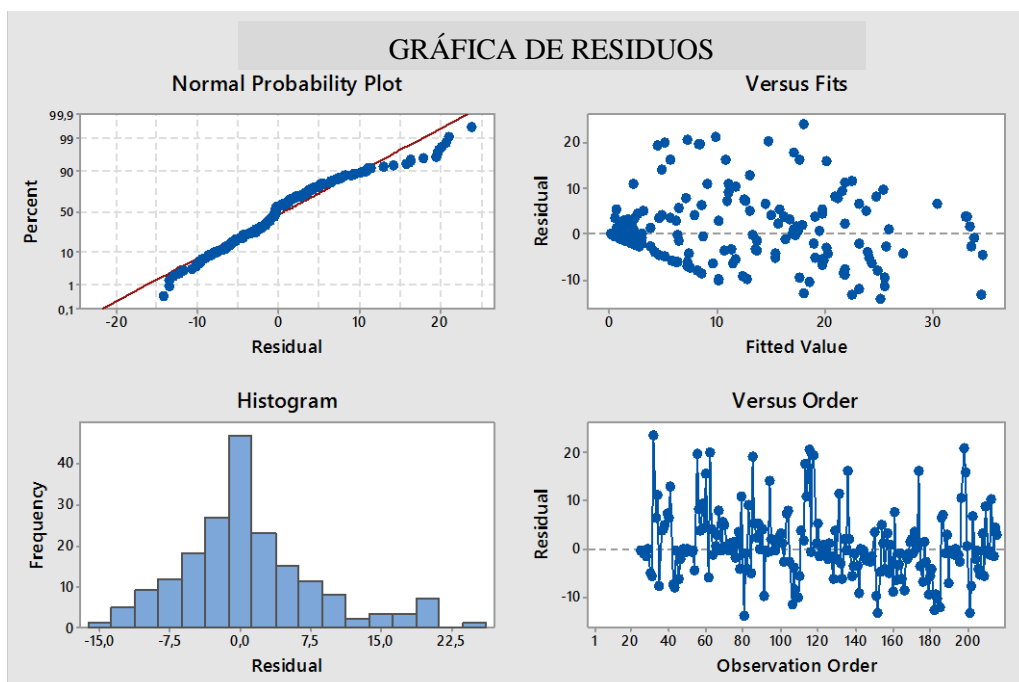 GRÁFICA DE RESIDUOS
Normal Probability Plot
99,9
99
90
50
10
1
0,1
Percent
-20 -10 0 10 20
Residual
Versus Fits
20
10
0
-10
Residual
0 10 20 30
Fitted Value
Histogram
40
30
20
10
0
Frequency
-15,0 -7,5 0,0 7,5 15,0 22,5
Residual
Versus Order
20
10
0
-10
Residual
1 20 40 60 80 100 120 140 160 180 200
Observation Order